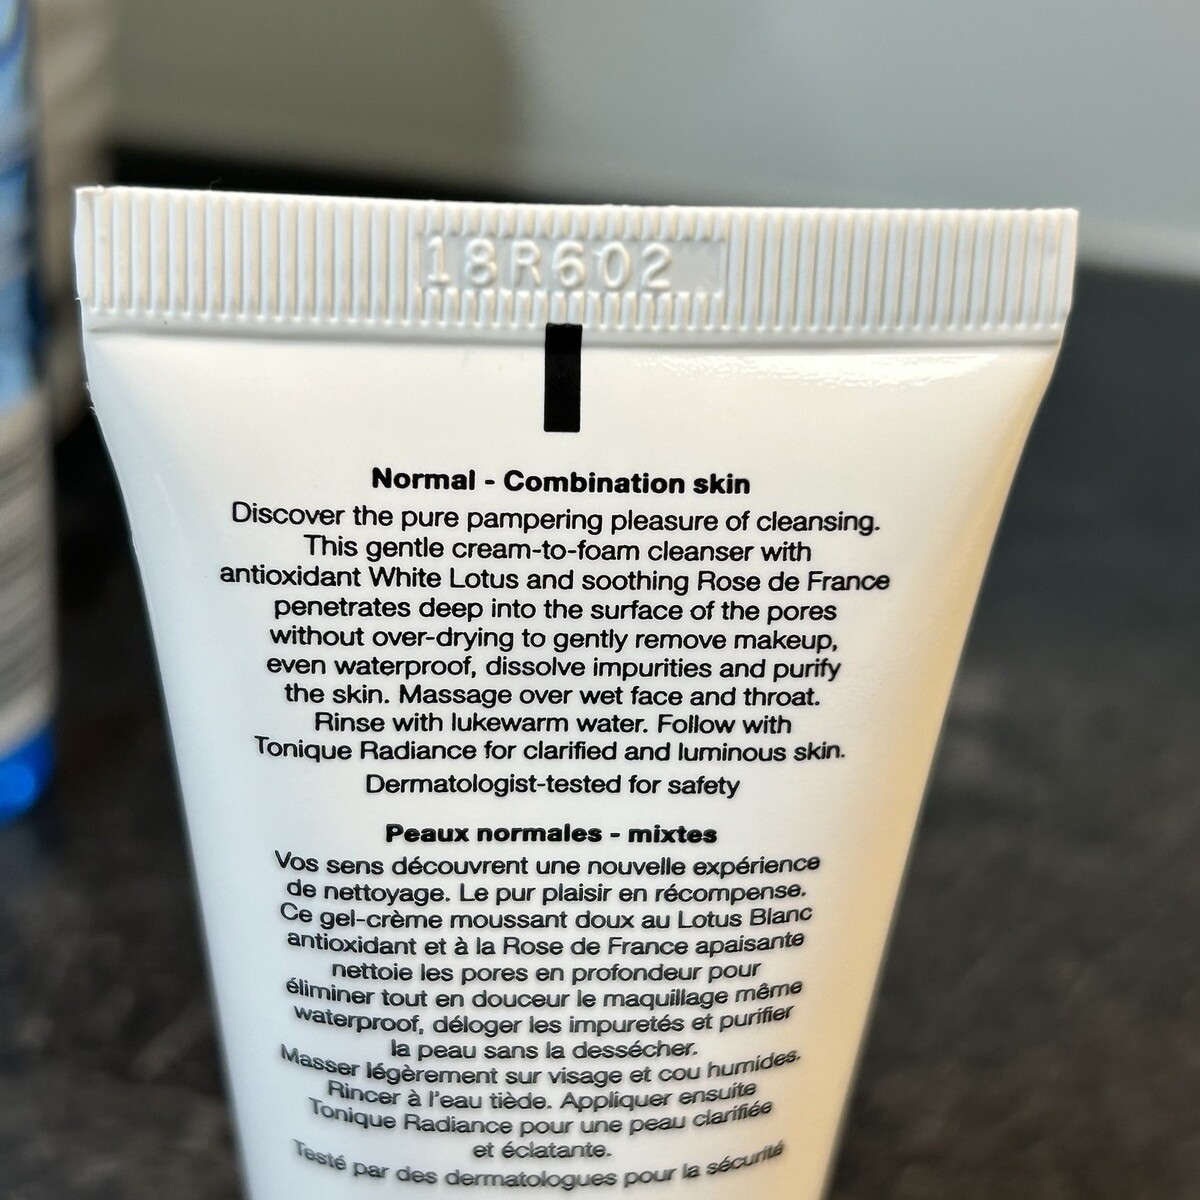 18R602
Normal - Combination skin
Discover the pure pampering pleasure of cleansing.
This gentle cream-to-foam cleanser with
antioxidant White Lotus and soothing Rose de France
penetrates deep into the surface of the pores
without over-drying to gently remove makeup,
even waterproof, dissolve impurities and purify
the skin. Massage over wet face and throat.
Rinse with lukewarm water. Follow with
Tonique Radiance for clarified and luminous skin.
Dermatologist-tested for safety
Peaux normales - mixtes
Vos sens découvrent une nouvelle expérience
de nettoyage. Le pur plaisir en récompense.
Ce gel-crème moussant doux au Lotus Blanc
antioxidant et à la Rose de France apaisante
nettoie les pores en profondeur pour
éliminer tout en douceur le maquillage même
waterproof, déloger les impuretés et purifier
la peau sans la dessécher.
Masser légèrement sur visage et cou humides.
Rincer à l'eau tiède. Appliquer ensuite
Tonique Radiance pour une peau clarifiée
et éclatante.
Testé par des dermatologues pour la sécurité